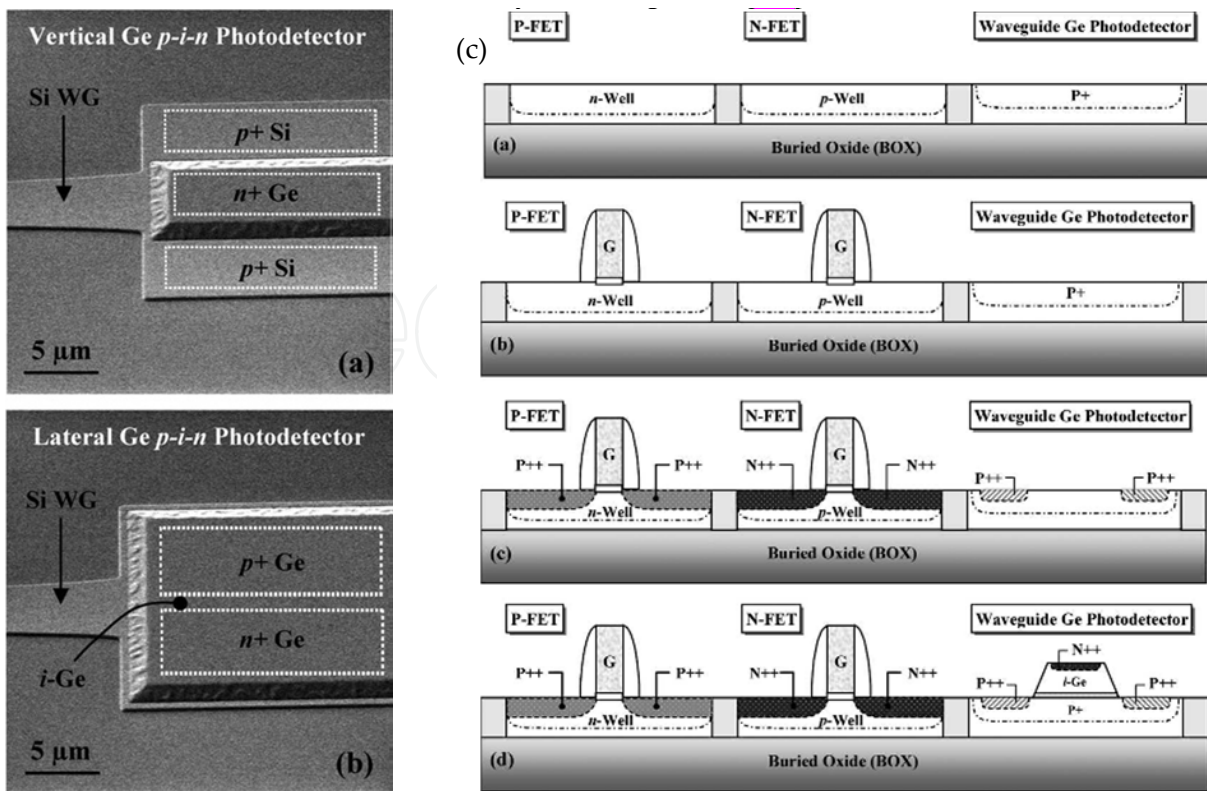 Vertical Ge p-i-n Photodetector
Si WG
p+ Si
n+ Ge
p+ Si
5 µm
(a)
Lateral Ge p-i-n Photodetector
Si WG
p+ Ge
n+ Ge
i-Ge
5 µm
(b)
(c)
P-FET N-FET Waveguide Ge Photodetector
n-Well p-Well P+
(a) Buried Oxide (BOX)
P-FET N-FET Waveguide Ge Photodetector
G G
n-Well p-Well P+
(b) Buried Oxide (BOX)
P-FET N-FET Waveguide Ge Photodetector
G G
P++ P++ N++ N++ P++ P++
n-Well p-Well
(c) Buried Oxide (BOX)
P-FET N-FET Waveguide Ge Photodetector
N++
G G
P++ P++ N++ N++ P++ i-Ge P++
n-Well p-Well P+
(d) Buried Oxide (BOX)